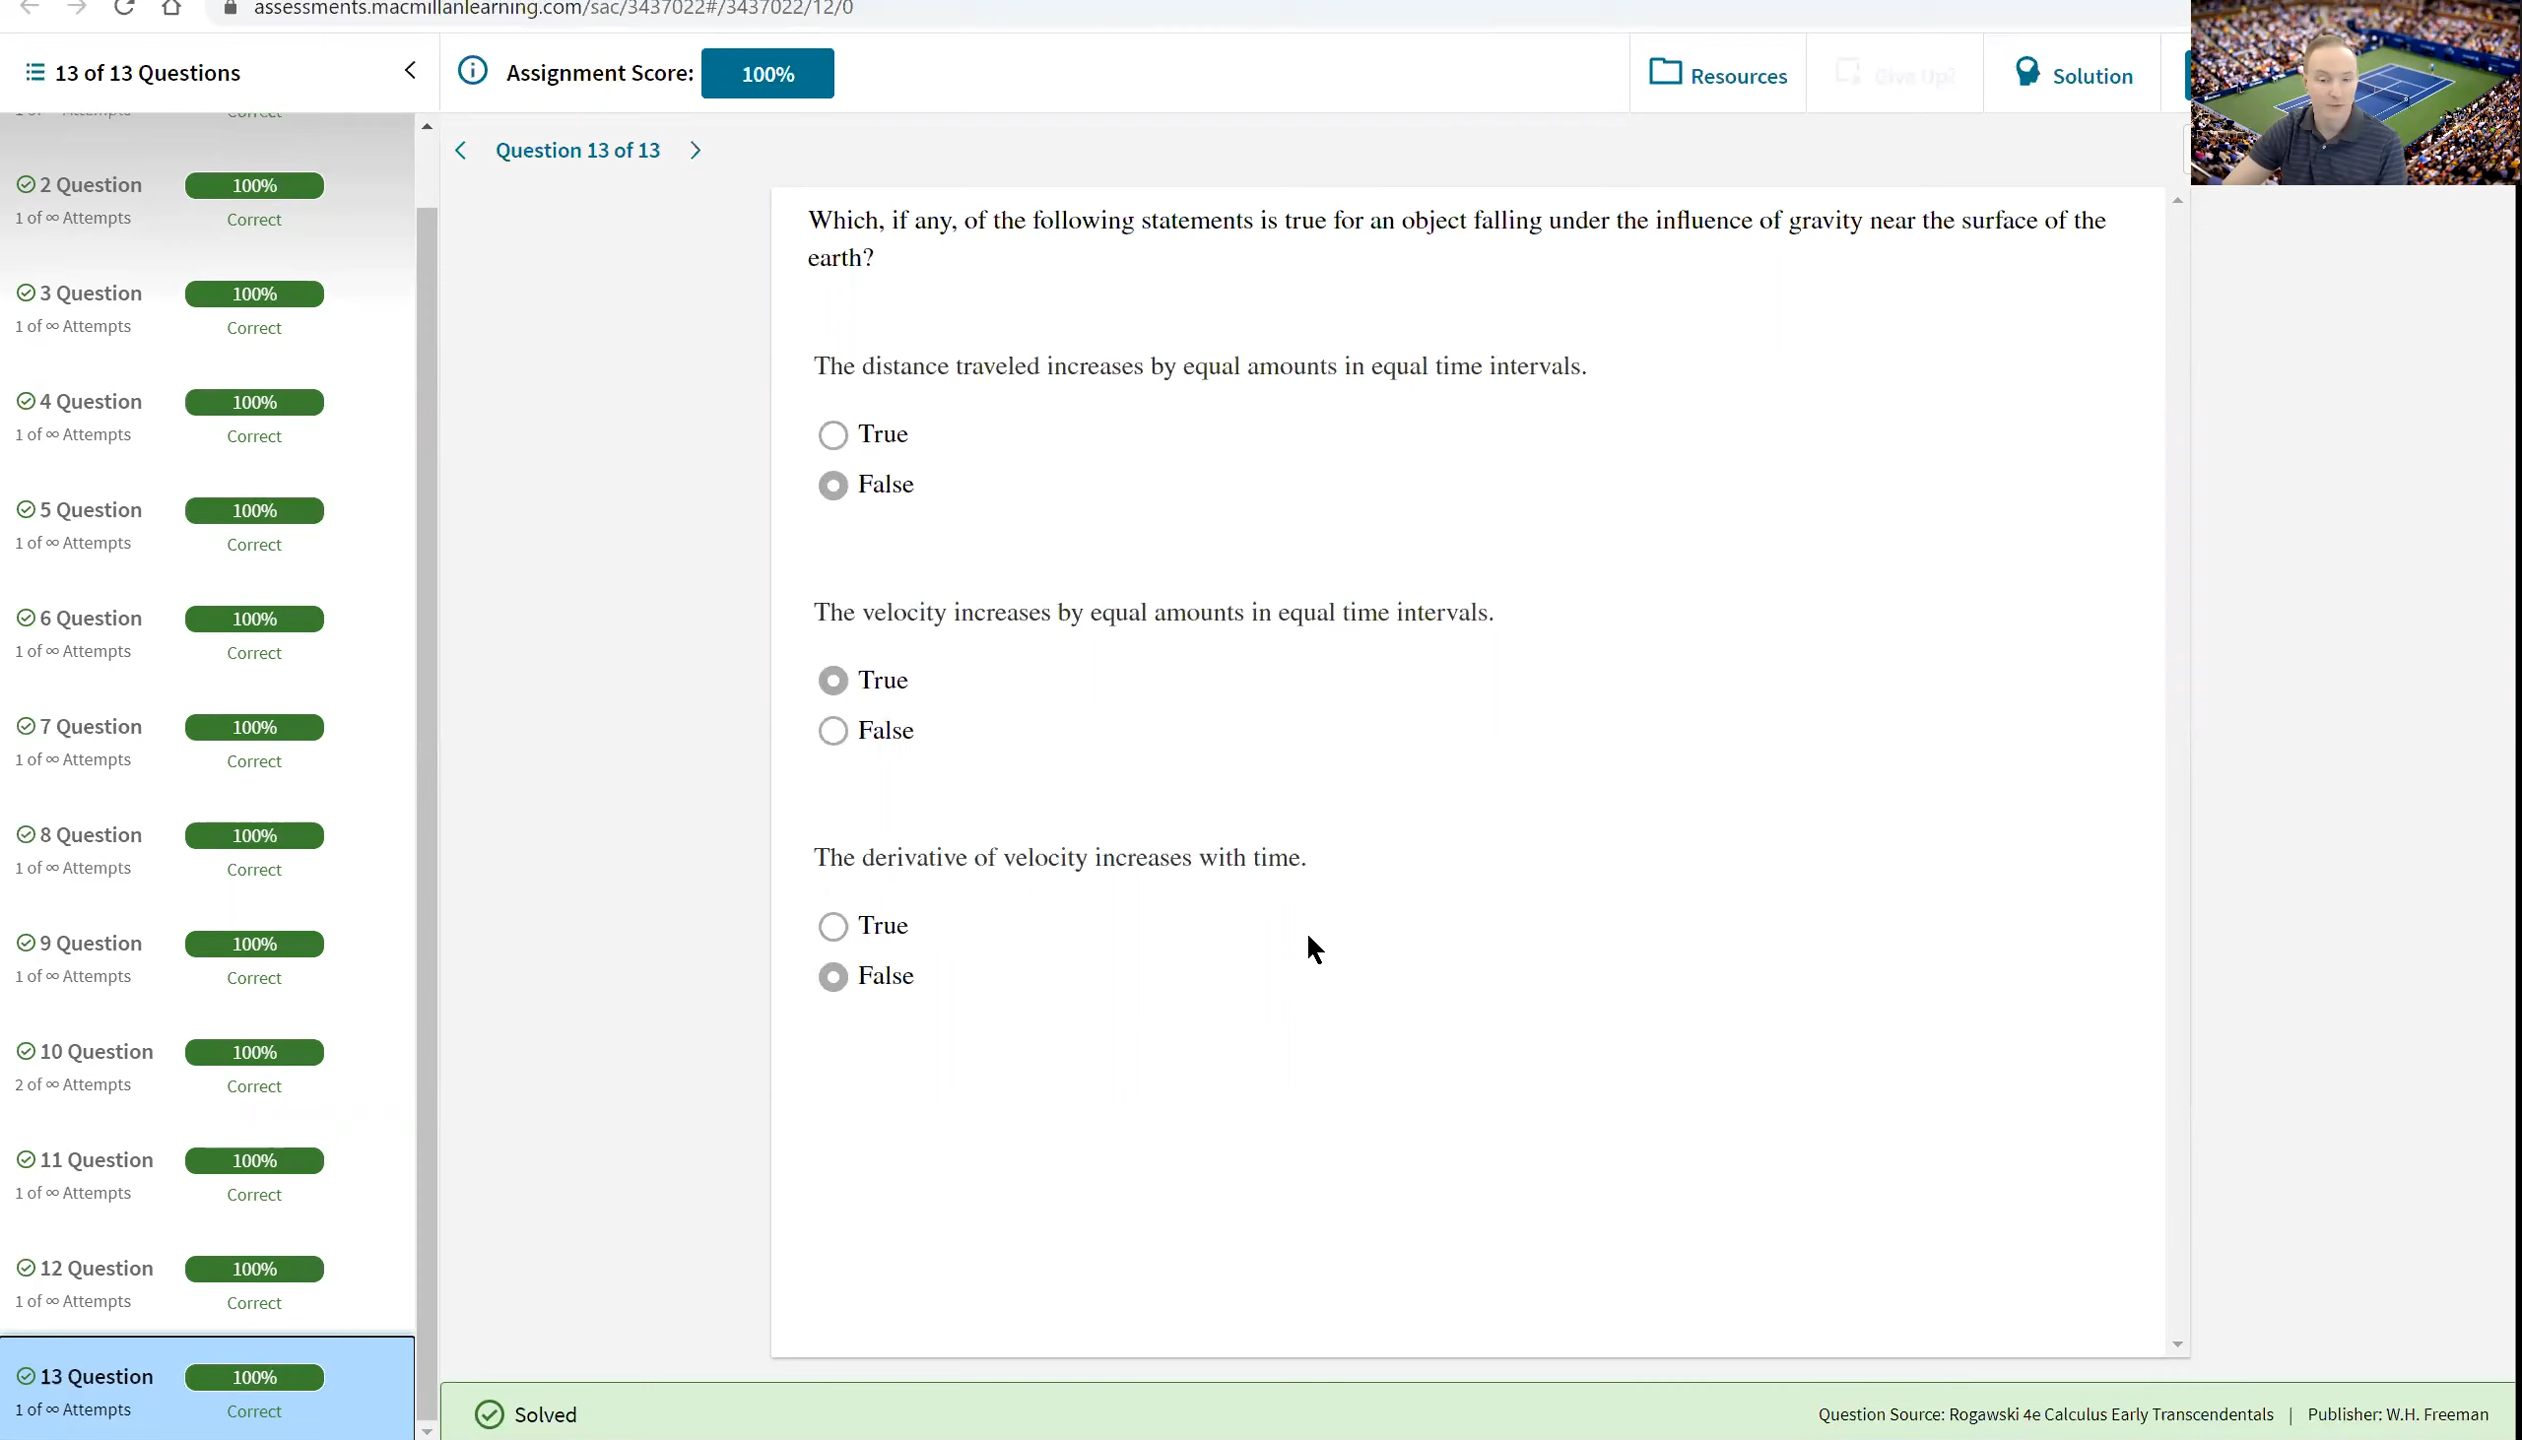 assessments.macmillanlearning.com/sac/3437022#/3437022/12/0
13 of 13 Questions
Assignment Score: 100%
Resources
Give Up?
Solution
Attempts
Correct
2 Question 100%
1 of ∞ Attempts Correct
3 Question 100%
1 of ∞ Attempts Correct
4 Question 100%
1 of ∞ Attempts Correct
5 Question 100%
1 of ∞ Attempts Correct
6 Question 100%
1 of ∞ Attempts Correct
7 Question 100%
1 of ∞ Attempts Correct
8 Question 100%
1 of ∞ Attempts Correct
9 Question 100%
1 of ∞ Attempts Correct
10 Question 100%
2 of ∞ Attempts Correct
11 Question 100%
1 of ∞ Attempts Correct
12 Question 100%
1 of ∞ Attempts Correct
13 Question 100%
1 of ∞ Attempts Correct
Question 13 of 13
Which, if any, of the following statements is true for an object falling under the influence of gravity near the surface of the
earth?
The distance traveled increases by equal amounts in equal time intervals.
True
False
The velocity increases by equal amounts in equal time intervals.
True
False
The derivative of velocity increases with time.
True
False
Solved
Question Source: Rogawski 4e Calculus Early Transcendentals | Publisher: W.H. Freeman